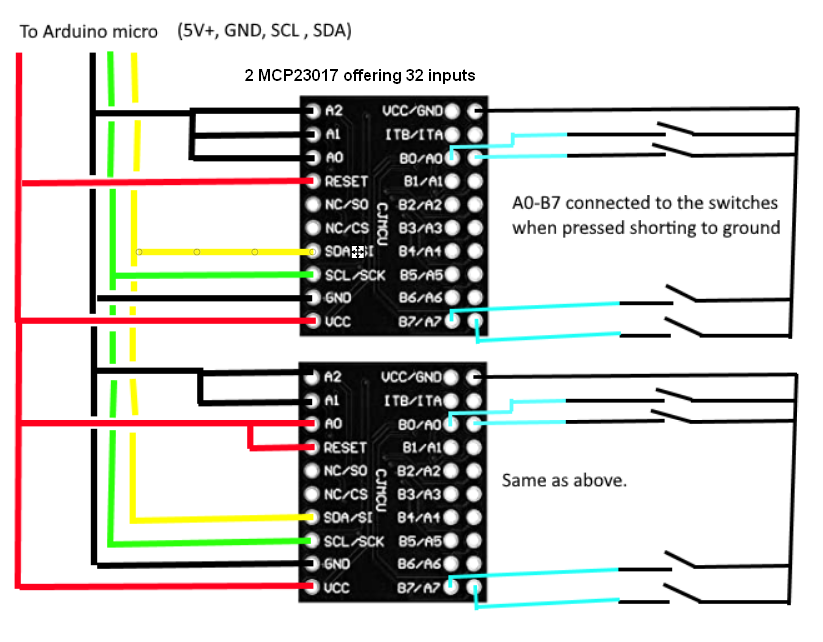 To Arduino micro (5V+, GND, SCL , SDA)
2 MCP23017 offering 32 inputs
A2 VCC/GND
A1 ITB/ITA
A0 B0/A0
RESET B1/A1
NC/SO B2/A2
NC/CS B3/A3
SDA/SI B4/A4
SCL/SCK B5/A5
GND B6/A6
VCC B7/A7
CJMCU
A0-B7 connected to the switches
when pressed shorting to ground
A2 VCC/GND
A1 ITB/ITA
A0 B0/A0
RESET B1/A1
NC/SO B2/A2
NC/CS B3/A3
SDA/SI B4/A4
SCL/SCK B5/A5
GND B6/A6
VCC B7/A7
CJMCU
Same as above.